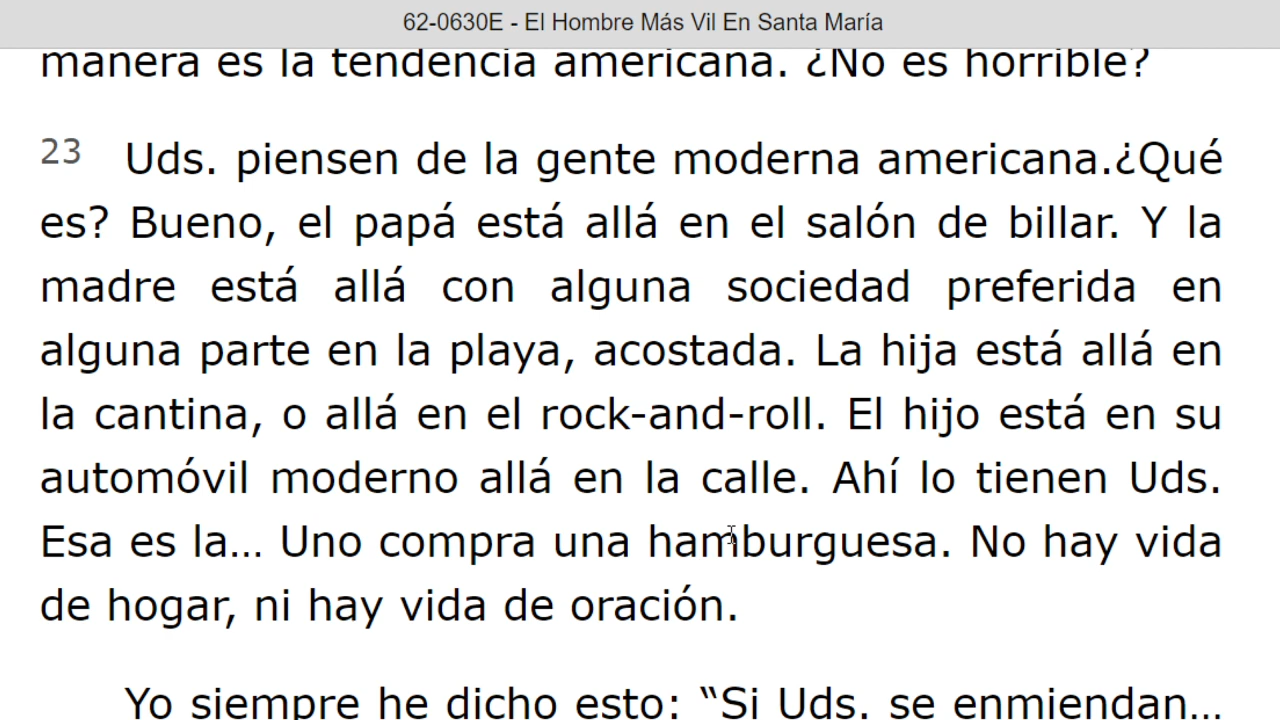 62-0630E - El Hombre Más Vil En Santa María
manera es la tendencia americana. ¿No es horrible?
23 Uds. piensen de la gente moderna americana.¿Qué
es? Bueno, el papá está allá en el salón de billar. Y la
madre está allá con alguna sociedad preferida en
alguna parte en la playa, acostada. La hija está allá en
la cantina, o allá en el rock-and-roll. El hijo está en su
automóvil moderno allá en la calle. Ahí lo tienen Uds.
Esa es la... Uno compra una hamburguesa. No hay vida
de hogar, ni hay vida de oración.
Yo siempre he dicho esto: “Si Uds. se enmiendan...